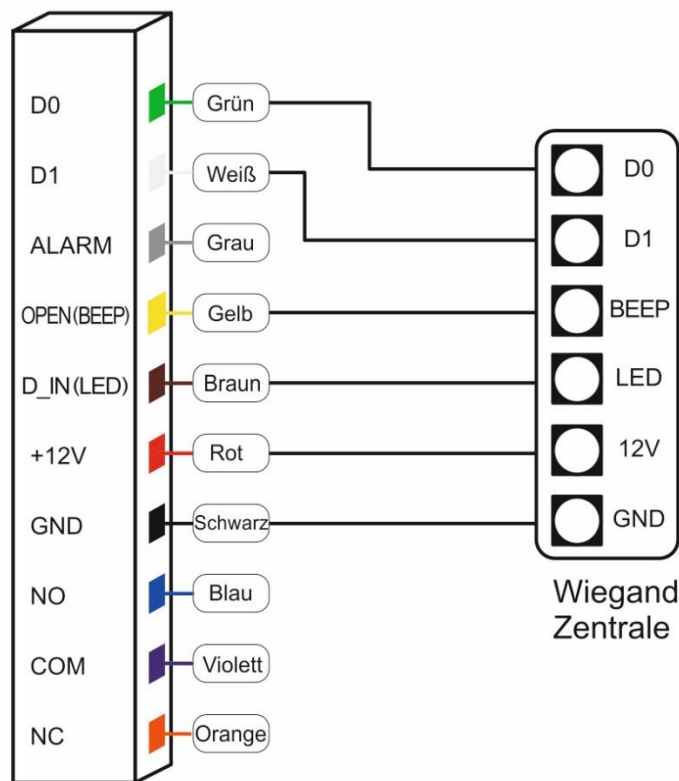 D0 Grün
D1 Weiß
ALARM Grau
OPEN(BEEP) Gelb
D_IN(LED) Braun
+12V Rot
GND Schwarz
NO Blau
COM Violett
NC Orange
D0
D1
BEEP
LED
12V
GND
Wiegand
Zentrale